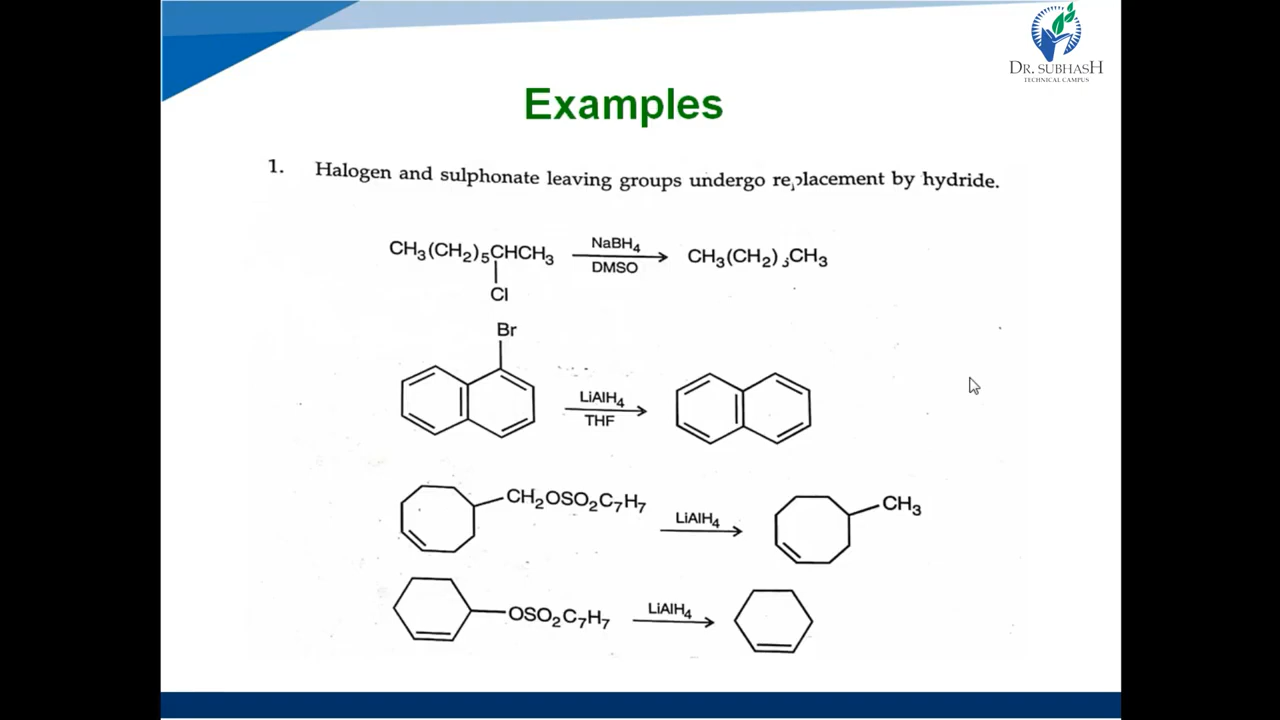 DR. SUBHASH
TECHNICAL CAMPUS
Examples
1. Halogen and sulphonate leaving groups undergo replacement by hydride.
CH₃(CH₂)₅CHCH₃ NaBH₄ CH₃(CH₂) CH₃
DMSO
Cl
Br
LiAlH₄
THF
CH₂OSO₂C₇H₇ LiAlH₄ CH₃
OSO₂C₇H₇ LiAlH₄